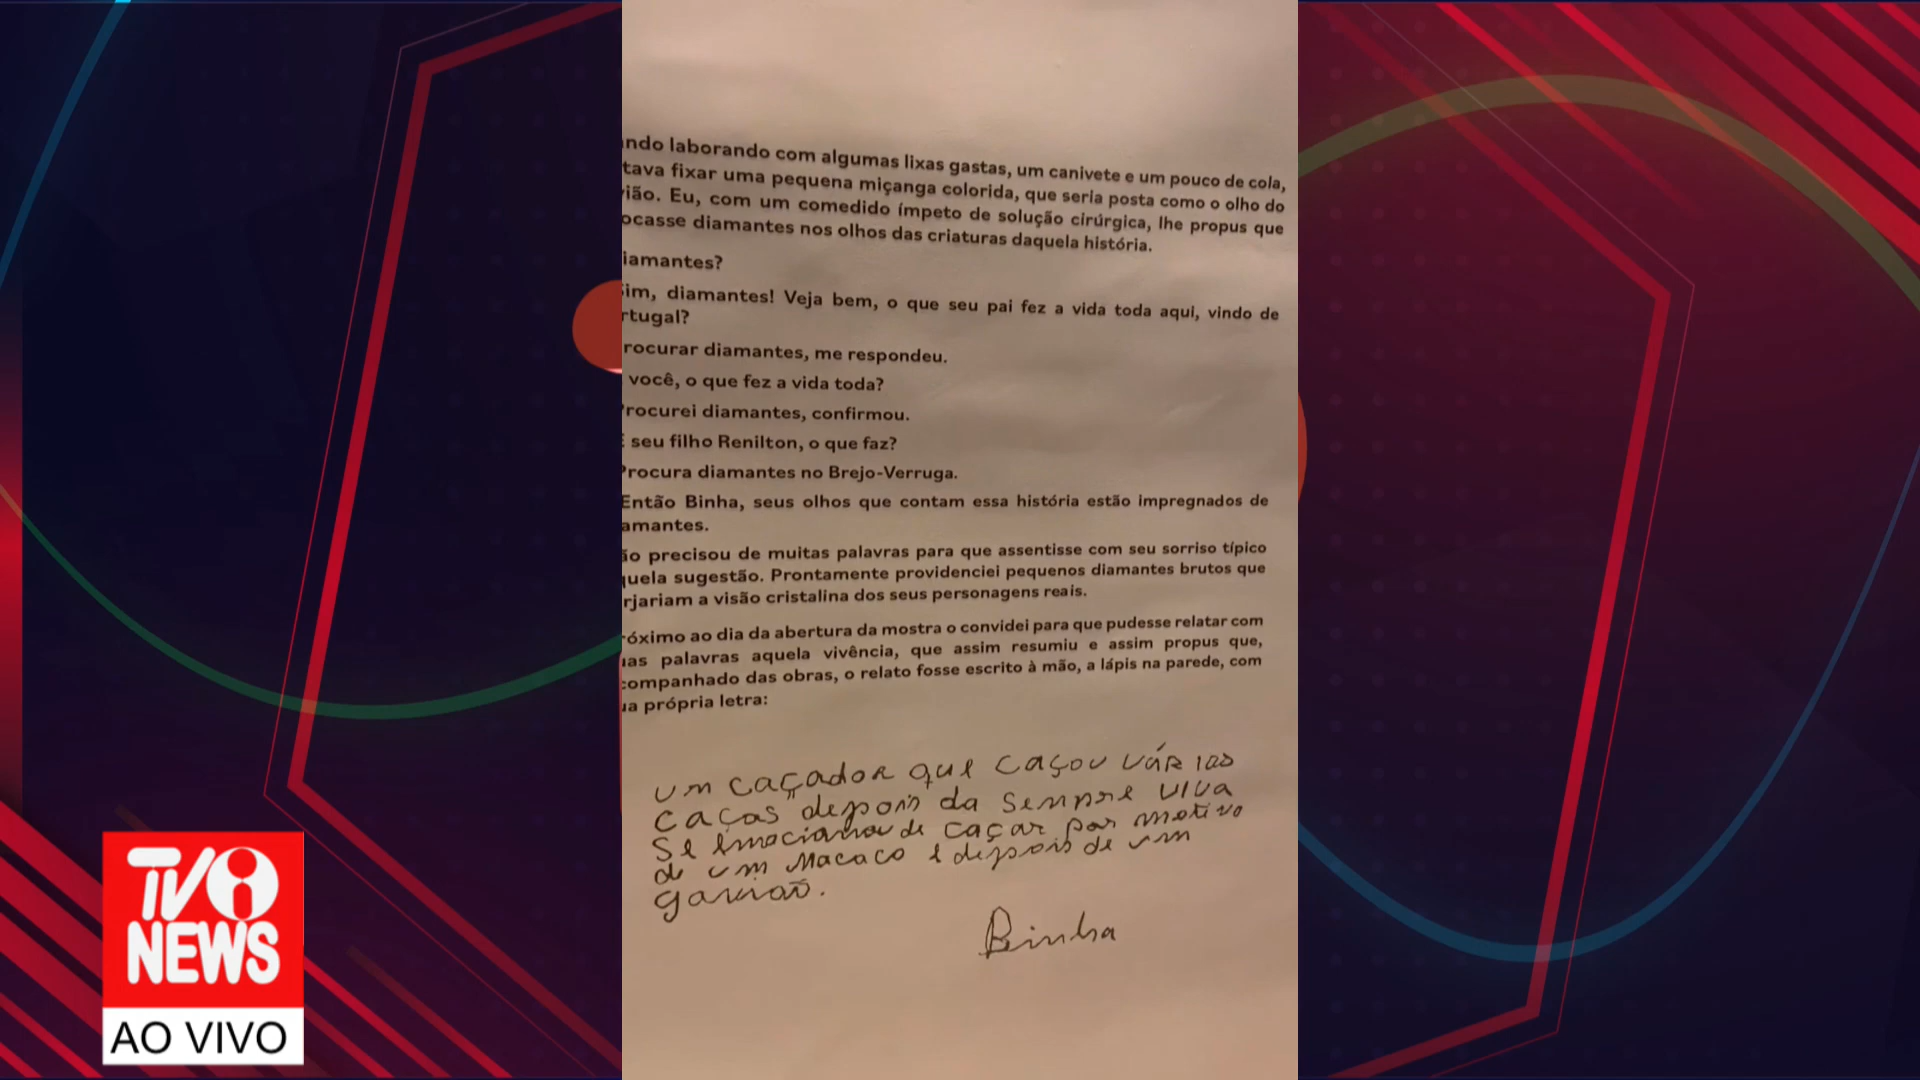 ndo laborando com algumas lixas gastas, um canivete e um pouco de cola,
tava fixar uma pequena miçanga colorida, que seria posta como o olho do
ião. Eu, com um comedido ímpeto de solução cirúrgica, lhe propus que
ocasse diamantes nos olhos das criaturas daquela história.
iamantes?
im, diamantes! Veja bem, o que seu pai fez a vida toda aqui, vindo de
rtugal?
rocurar diamantes, me respondeu.
você, o que fez a vida toda?
rocurei diamantes, confirmou.
E seu filho Renilton, o que faz?
Procura diamantes no Brejo-Verruga.
Então Binha, seus olhos que contam essa história estão impregnados de
amantes.
ão precisou de muitas palavras para que assentisse com seu sorriso típico
quela sugestão. Prontamente providenciei pequenos diamantes brutos que
rjariam a visão cristalina dos seus personagens reais.
róximo ao dia da abertura da mostra o convidei para que pudesse relatar com
as palavras aquela vivência, que assim resumiu e assim propus que,
companhado das obras, o relato fosse escrito à mão, a lápis na parede, com
ua própria letra:
um caçador que caçou vários
caças depois da sempre viva
se emocionou de caçar por motivo
de um macaco e depois de um
gavião.
Binha
TV NEWS
AO VIVO